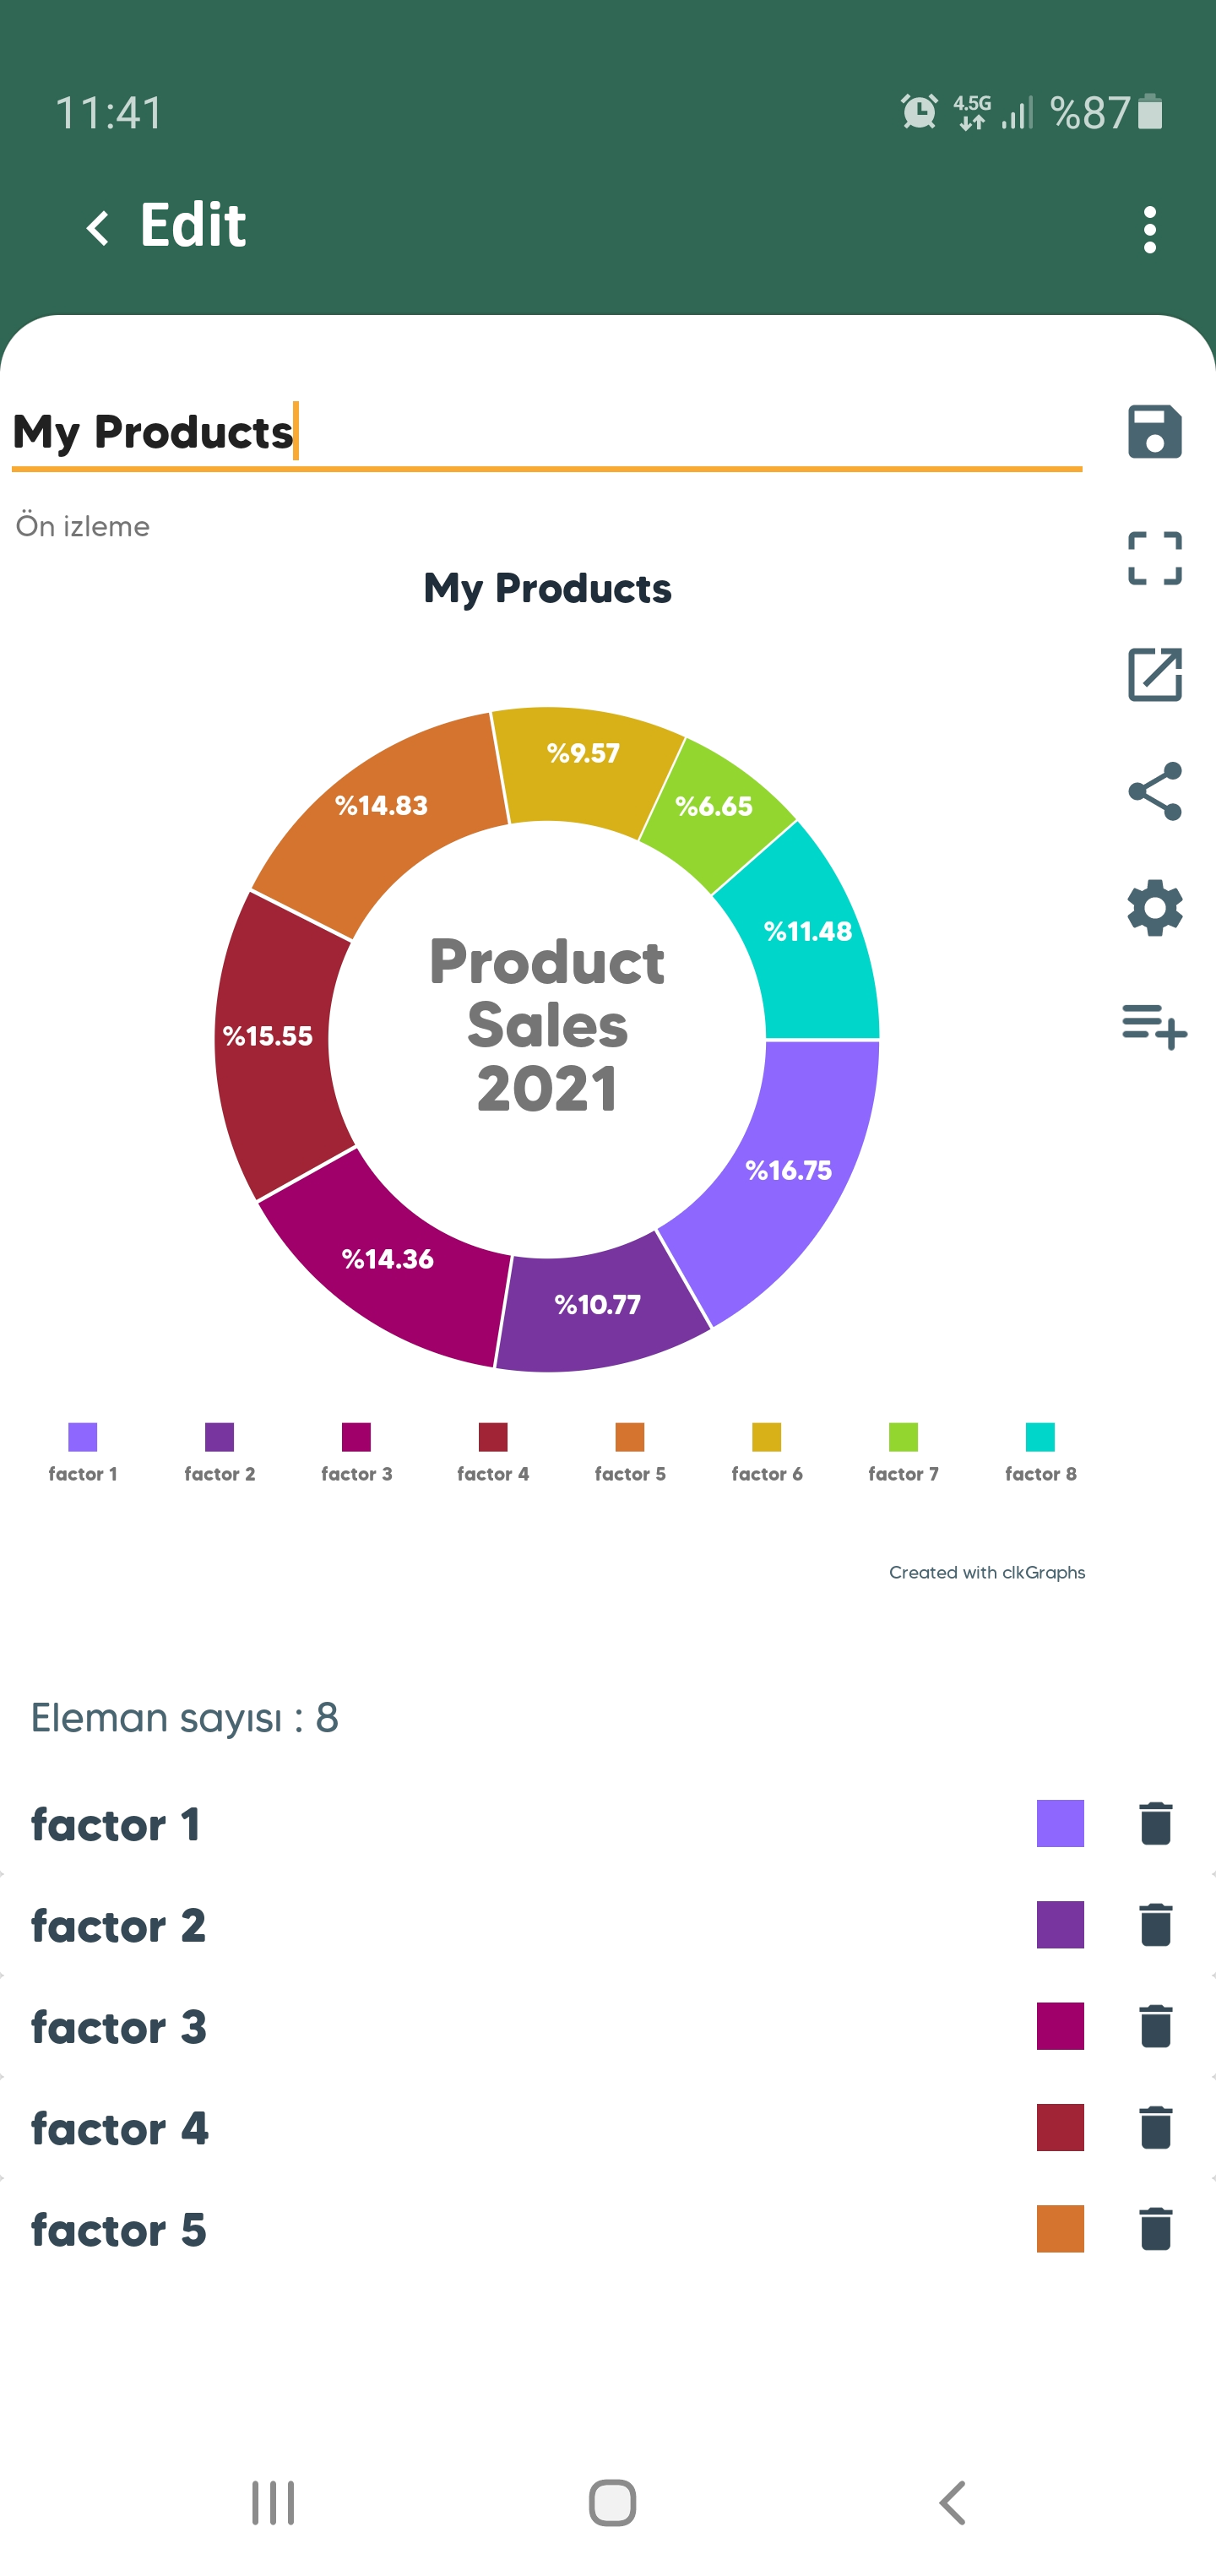 11:41
4.5G
%87
Edit
My Products
Ön izleme
My Products
%9.57
%14.83
%6.65
%11.48
Product
Sales
2021
%15.55
%16.75
%14.36
%10.77
factor 1
factor 2
factor 3
factor 4
factor 5
factor 6
factor 7
factor 8
Created with clkGraphs
Eleman sayısı : 8
factor 1
factor 2
factor 3
factor 4
factor 5